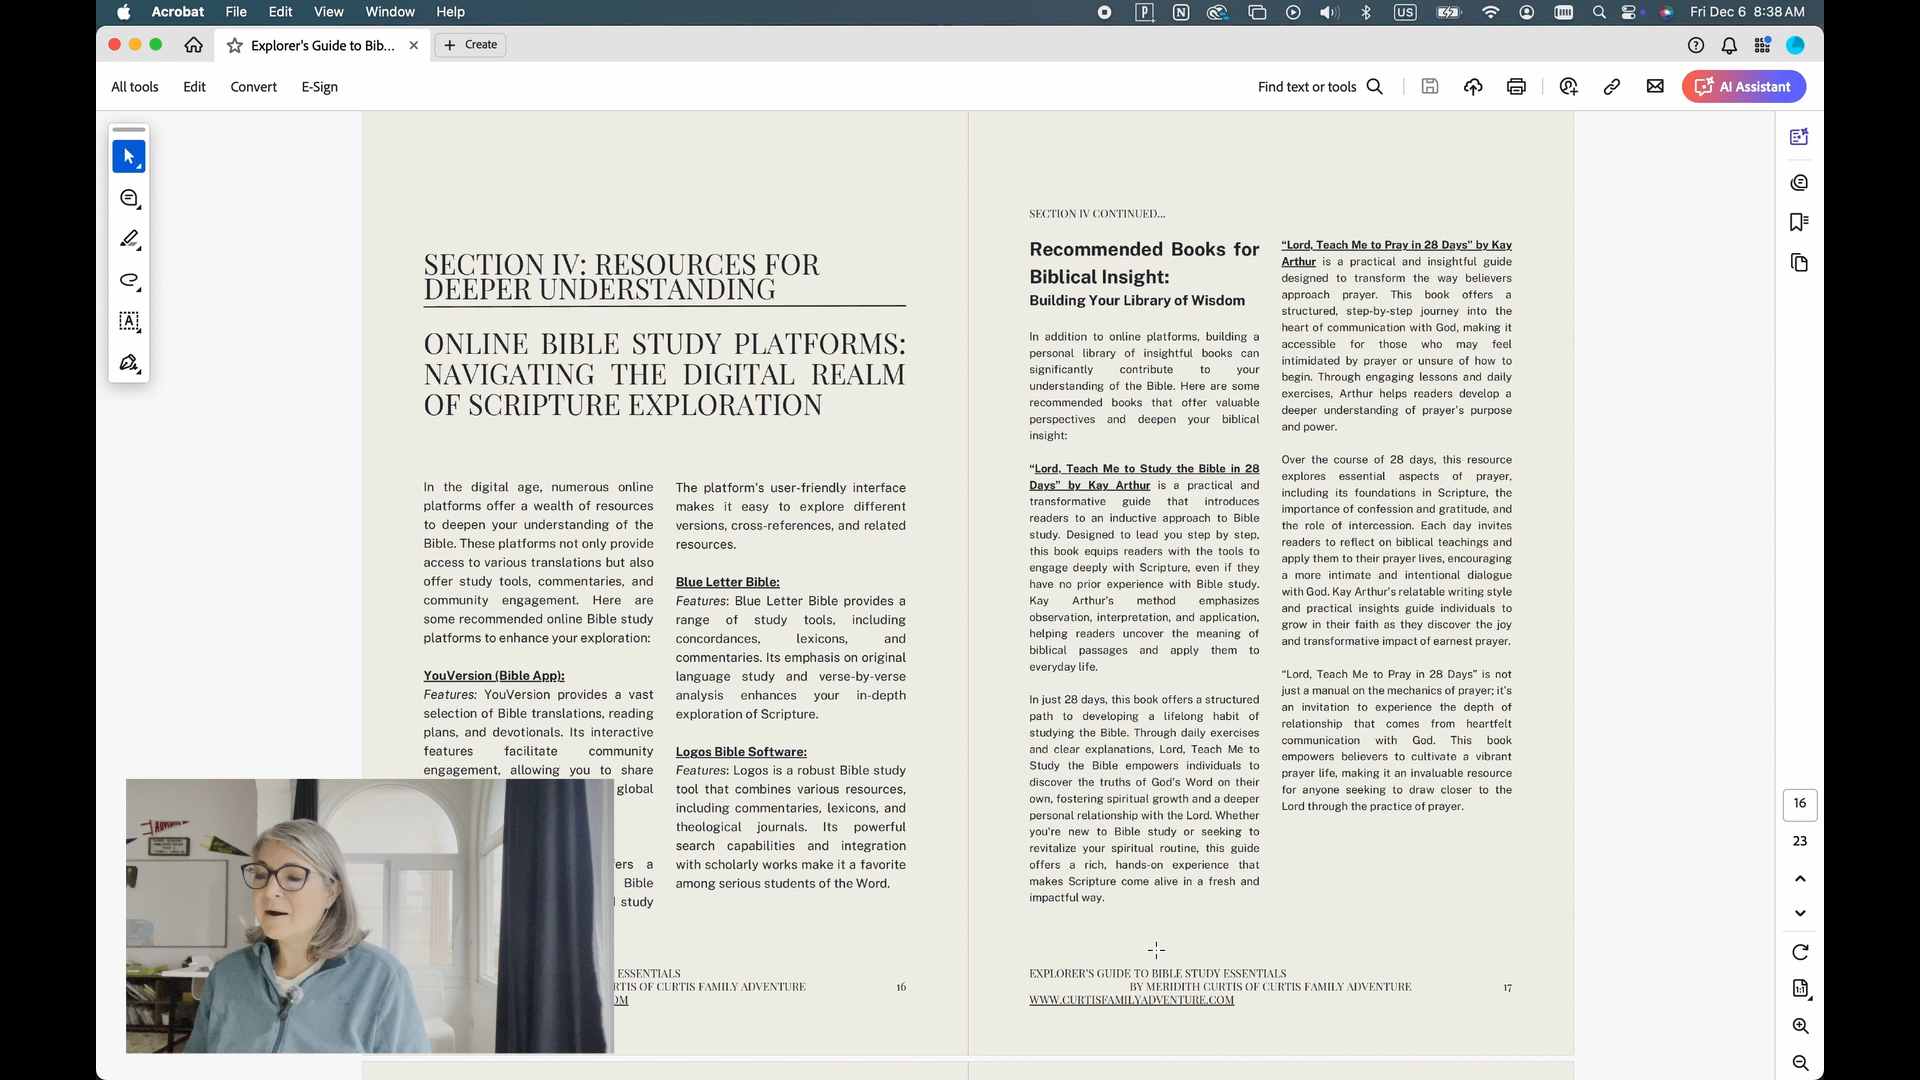 Acrobat File Edit View Window Help
US
Fri Dec 6 8:38 AM
Explorer's Guide to Bib...
+ Create
All tools Edit Convert E-Sign
Find text or tools
AI Assistant
SECTION IV: RESOURCES FOR
DEEPER UNDERSTANDING
ONLINE BIBLE STUDY PLATFORMS:
NAVIGATING THE DIGITAL REALM
OF SCRIPTURE EXPLORATION
In the digital age, numerous online
platforms offer a wealth of resources
to deepen your understanding of the
Bible. These platforms not only provide
access to various translations but also
offer study tools, commentaries, and
community engagement. Here are
some recommended online Bible study
platforms to enhance your exploration:
YouVersion (Bible App):
Features: YouVersion provides a vast
selection of Bible translations, reading
plans, and devotionals. Its interactive
features facilitate community
engagement, allowing you to share
global
a
Bible
study
The platform's user-friendly interface
makes it easy to explore different
versions, cross-references, and related
resources.
Blue Letter Bible:
Features: Blue Letter Bible provides a
range of study tools, including
concordances, lexicons, and
commentaries. Its emphasis on original
language study and verse-by-verse
analysis enhances your in-depth
exploration of Scripture.
Logos Bible Software:
Features: Logos is a robust Bible study
tool that combines various resources,
including commentaries, lexicons, and
theological journals. Its powerful
search capabilities and integration
with scholarly works make it a favorite
among serious students of the Word.
ESSENTIALS
RTIS OF CURTIS FAMILY ADVENTURE 16
OM
SECTION IV CONTINUED...
Recommended Books for
Biblical Insight:
Building Your Library of Wisdom
In addition to online platforms, building a
personal library of insightful books can
significantly contribute to your
understanding of the Bible. Here are some
recommended books that offer valuable
perspectives and deepen your biblical
insight:
“Lord, Teach Me to Study the Bible in 28
Days” by Kay Arthur is a practical and
transformative guide that introduces
readers to an inductive approach to Bible
study. Designed to lead you step by step,
this book equips readers with the tools to
engage deeply with Scripture, even if they
have no prior experience with Bible study.
Kay Arthur's method emphasizes
observation, interpretation, and application,
helping readers uncover the meaning of
biblical passages and apply them to
everyday life.
In just 28 days, this book offers a structured
path to developing a lifelong habit of
studying the Bible. Through daily exercises
and clear explanations, Lord, Teach Me to
Study the Bible empowers individuals to
discover the truths of God's Word on their
own, fostering spiritual growth and a deeper
personal relationship with the Lord. Whether
you're new to Bible study or seeking to
revitalize your spiritual routine, this guide
offers a rich, hands-on experience that
makes Scripture come alive in a fresh and
impactful way.
“Lord, Teach Me to Pray in 28 Days” by Kay
Arthur is a practical and insightful guide
designed to transform the way believers
approach prayer. This book offers a
structured, step-by-step journey into the
heart of communication with God, making it
accessible for those who may feel
intimidated by prayer or unsure of how to
begin. Through engaging lessons and daily
exercises, Arthur helps readers develop a
deeper understanding of prayer's purpose
and power.
Over the course of 28 days, this resource
explores essential aspects of prayer,
including its foundations in Scripture, the
importance of confession and gratitude, and
the role of intercession. Each day invites
readers to reflect on biblical teachings and
apply them to their prayer lives, encouraging
a more intimate and intentional dialogue
with God. Kay Arthur's relatable writing style
and practical insights guide individuals to
grow in their faith as they discover the joy
and transformative impact of earnest prayer.
“Lord, Teach Me to Pray in 28 Days” is not
just a manual on the mechanics of prayer; it's
an invitation to experience the depth of
relationship that comes from heartfelt
communication with God. This book
empowers believers to cultivate a vibrant
prayer life, making it an invaluable resource
for anyone seeking to draw closer to the
Lord through the practice of prayer.
EXPLORER'S GUIDE TO BIBLE STUDY ESSENTIALS
BY MERIDITH CURTIS OF CURTIS FAMILY ADVENTURE 17
WWW.CURTISFAMILYADVENTURE.COM
16
23